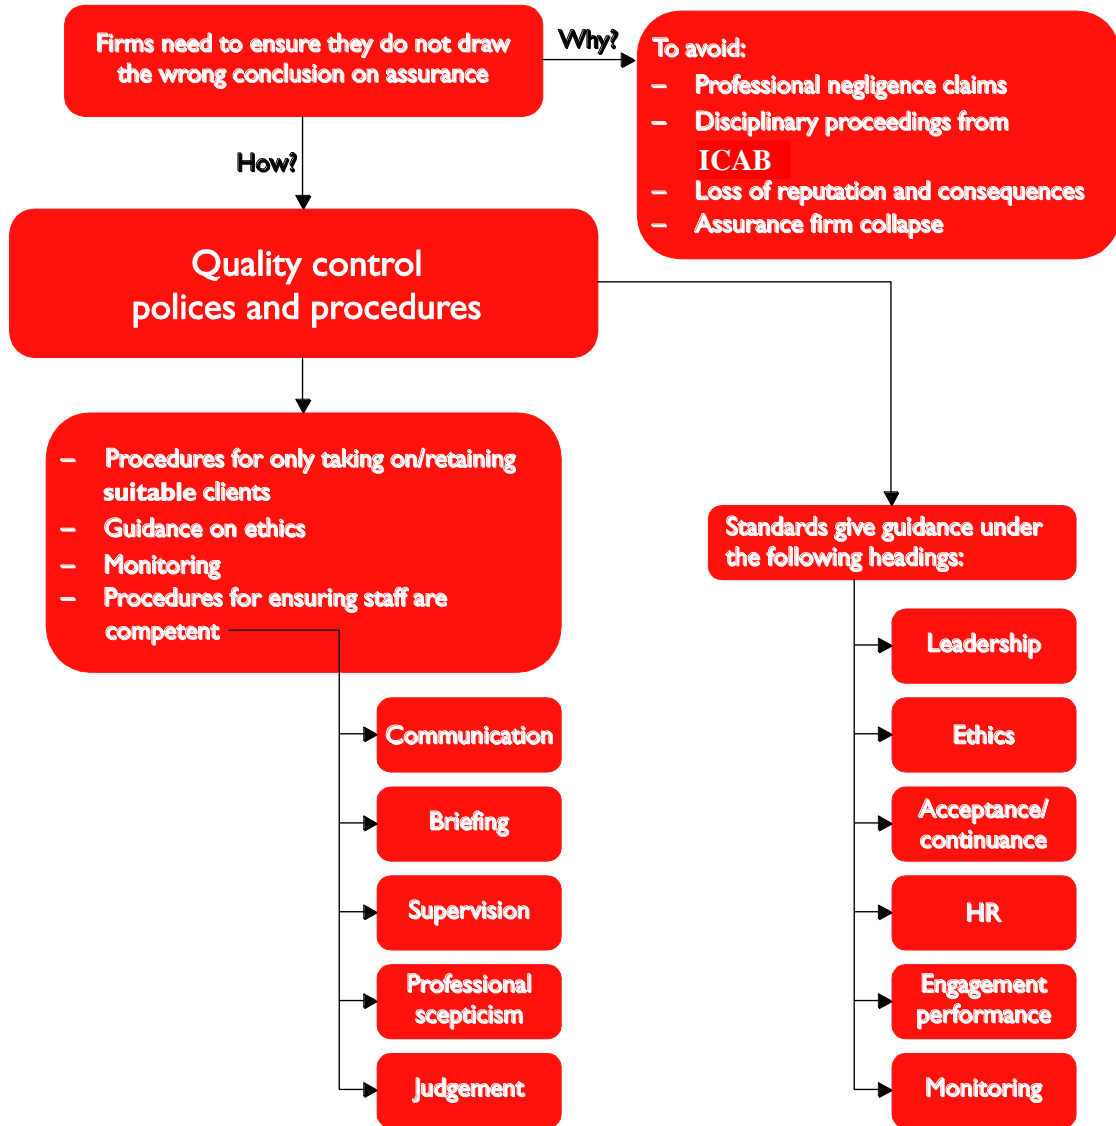 Firms need to ensure they do not draw
the wrong conclusion on assurance
Why?
To avoid:
– Professional negligence claims
– Disciplinary proceedings from
ICAB
– Loss of reputation and consequences
– Assurance firm collapse
How?
Quality control
polices and procedures
– Procedures for only taking on/retaining
suitable clients
– Guidance on ethics
– Monitoring
– Procedures for ensuring staff are
competent
Communication
Briefing
Supervision
Professional
scepticism
Judgement
Standards give guidance under
the following headings:
Leadership
Ethics
Acceptance/
continuance
HR
Engagement
performance
Monitoring